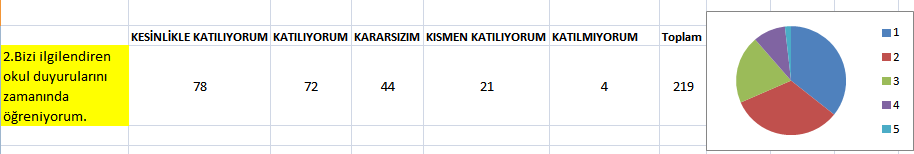 KESİNLİKLE KATILIYORUM KATILIYORUM KARARSIZIM KISMEN KATILIYORUM KATILMIYORUM Toplam
2.Bizi ilgilendiren
okul duyurularını
zamanında
öğreniyorum.
78 72 44 21 4 219
1
2
3
4
5